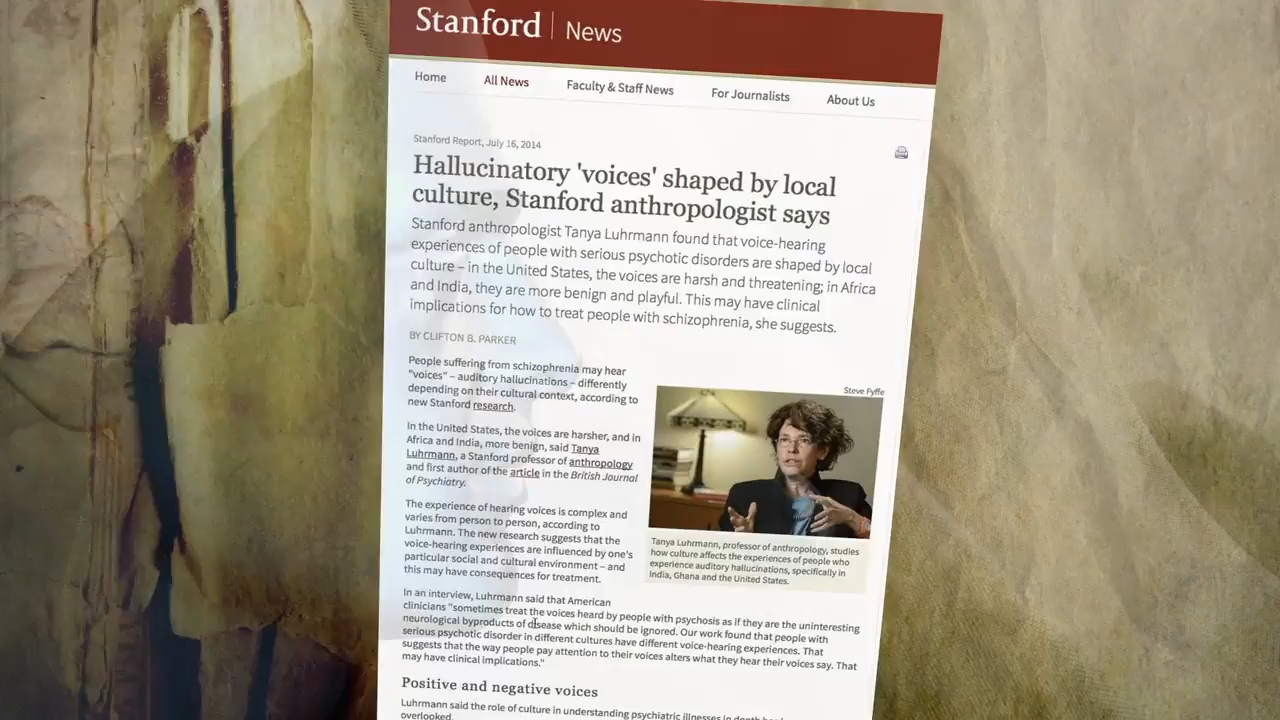 Stanford | News
Home All News Faculty & Staff News For Journalists About Us
Stanford Report, July 16, 2014
Hallucinatory 'voices' shaped by local
culture, Stanford anthropologist says
Stanford anthropologist Tanya Luhrmann found that voice-hearing
experiences of people with serious psychotic disorders are shaped by local
culture – in the United States, the voices are harsh and threatening; in Africa
and India, they are more benign and playful. This may have clinical
implications for how to treat people with schizophrenia, she suggests.
BY CLIFTON B. PARKER
People suffering from schizophrenia may hear
"voices" – auditory hallucinations – differently
depending on their cultural context, according to
new Stanford research.
In the United States, the voices are harsher, and in
Africa and India, more benign, said Tanya
Luhrmann, a Stanford professor of anthropology
and first author of the article in the British Journal
of Psychiatry.
The experience of hearing voices is complex and
varies from person to person, according to
Luhrmann. The new research suggests that the
voice-hearing experiences are influenced by one's
particular social and cultural environment – and
this may have consequences for treatment.
Steve Fyffe
Tanya Luhrmann, professor of anthropology, studies
how culture affects the experiences of people who
experience auditory hallucinations, specifically in
India, Ghana and the United States.
In an interview, Luhrmann said that American
clinicians "sometimes treat the voices heard by people with psychosis as if they are the uninteresting
neurological byproducts of disease which should be ignored. Our work found that people with
serious psychotic disorder in different cultures have different voice-hearing experiences. That
suggests that the way people pay attention to their voices alters what they hear their voices say. That
may have clinical implications."
Positive and negative voices
Luhrmann said the role of culture in understanding psychiatric illnesses in depth
overlooked.